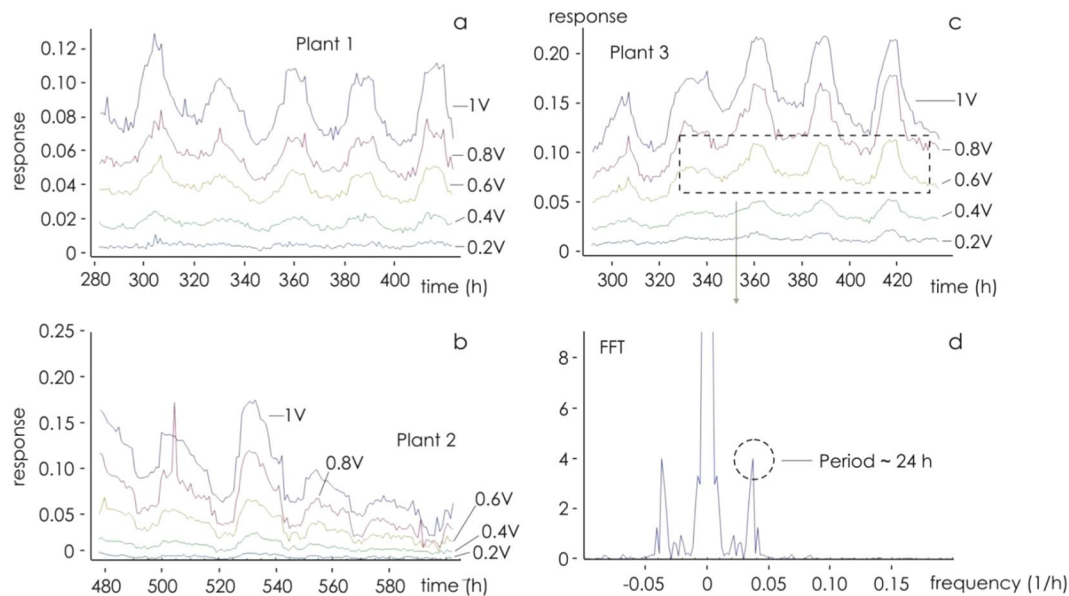 a
Plant 1
response
0.12
0.10
0.08
0.06
0.04
0.02
0
1V
0.8V
0.6V
0.4V
0.2V
280 300 320 340 360 380 400
time (h)
response
c
Plant 3
0.20
0.15
0.10
0.05
0
1V
0.8V
0.6V
0.4V
0.2V
300 320 340 360 380 400 420
time (h)
b
response
0.25
0.20
0.15
0.10
0.05
0
1V
Plant 2
0.8V
0.6V
0.4V
0.2V
480 500 520 540 560 580
time (h)
d
FFT
8
6
4
2
0
Period ~ 24 h
-0.05 0 0.05 0.10 0.15
frequency (1/h)